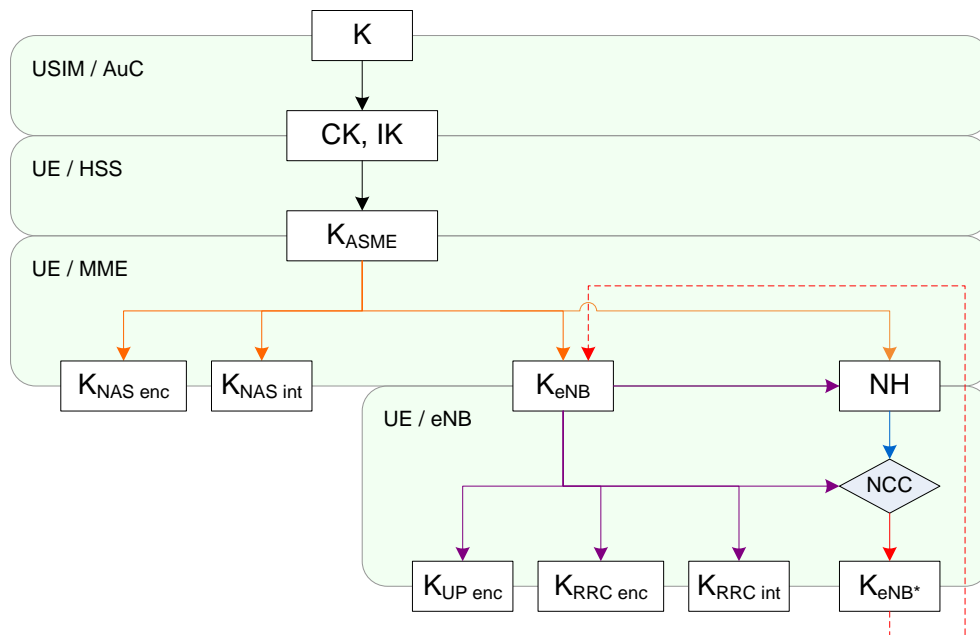 K
USIM / AuC
CK, IK
UE / HSS
KASME
UE / MME
KNAS enc
KNAS int
KeNB
NH
UE / eNB
NCC
KUP enc
KRRC enc
KRRC int
KeNB*